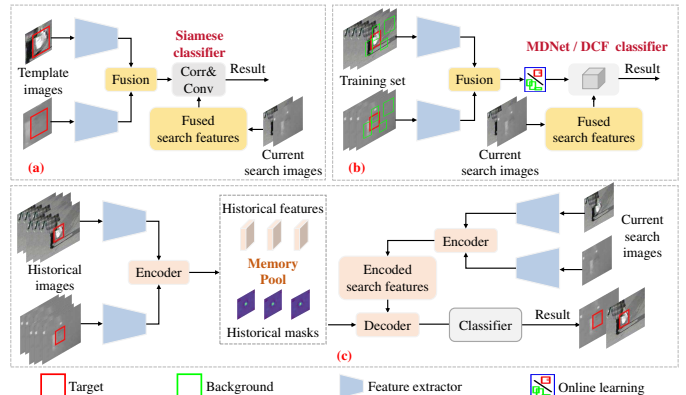 Siamese
classifier
Template
images
Fusion
Corr&
Conv
Result
Fused
search features
Current
search images
(a)
MDNet / DCF classifier
Training set
Fusion
Result
Current
search images
Fused
search features
(b)
Historical features
Historical
images
Encoder
Memory
Pool
Historical masks
Encoder
Current
search
images
Encoded
search features
Decoder
Classifier
Result
(c)
Target
Background
Feature extractor
Online learning